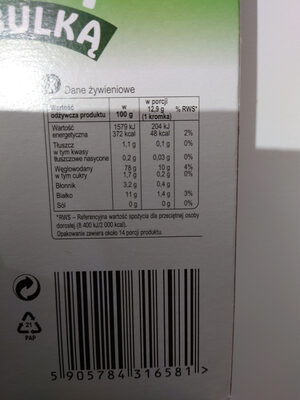 BUŁKĄ
Dane żywieniowe
Wartość odżywcza produktu | w 100 g | w porcji 12,9 g (1 kromka) | % RWS*
Wartość energetyczna | 1579 kJ 372 kcal | 204 kJ 48 kcal | 2%
Tłuszcz | 1,1 g | 0,1 g | 0%
w tym kwasy tłuszczowe nasycone | 0,2 g | 0,03 g | 0%
Węglowodany | 78 g | 10 g | 4%
w tym cukry | 1,7 g | 0,2 g | 0%
Błonnik | 3,2 g | 0,4 g
Białko | 11 g | 1,4 g | 3%
Sól | 0 g | 0 g | 0%
*RWS – Referencyjna wartość spożycia dla przeciętnej osoby
dorosłej (8 400 kJ/2 000 kcal).
Opakowanie zawiera około 14 porcji produktu.
21
PAP
5 905784 316581 >